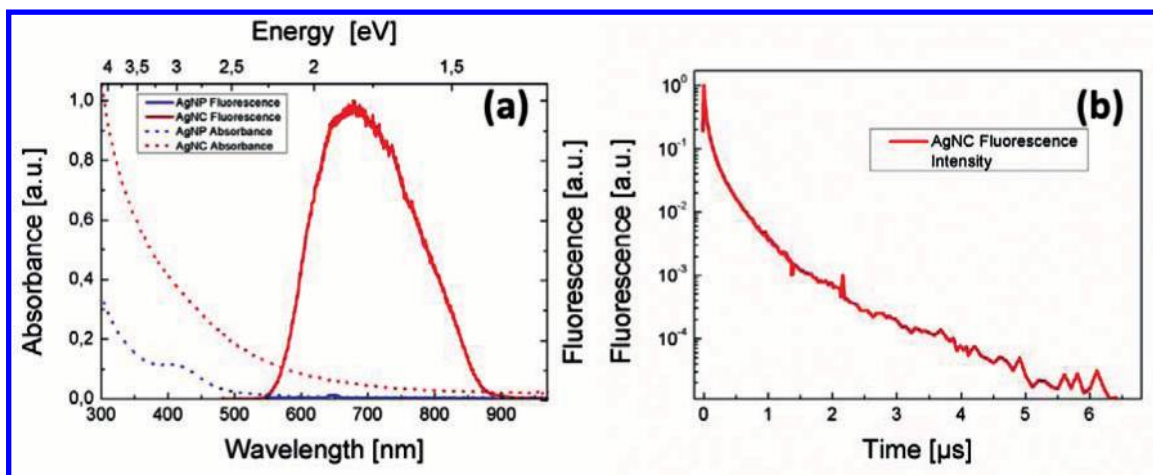 Energy [eV]
4 3,5 3 2,5 2 1,5
1,0
0,8
0,6
0,4
0,2
0,0
Absorbance [a.u.]
AgNP Fluorescence
AgNC Fluorescence
AgNP Absorbance
AgNC Absorbance
(a)
Fluorescence [a.u.]
300 400 500 600 700 800 900
Wavelength [nm]
Fluorescence [a.u.]
10^0
10^-1
10^-2
10^-3
10^-4
AgNC Fluorescence
Intensity
(b)
0 1 2 3 4 5 6
Time [µs]